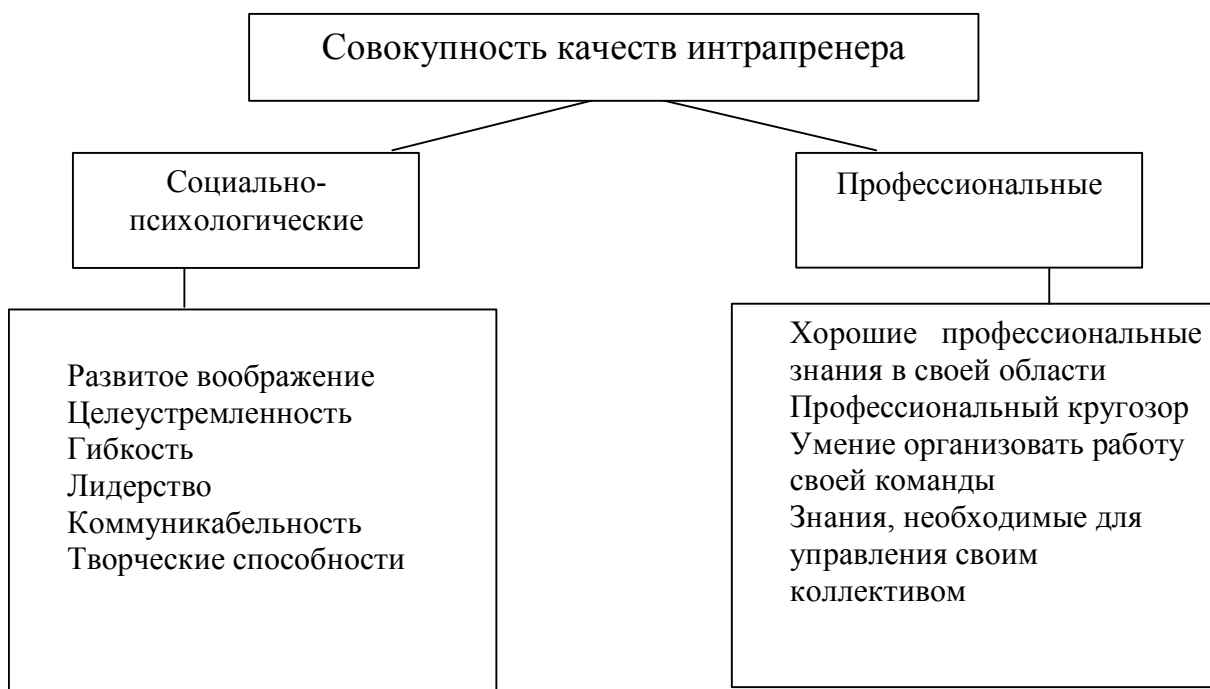 Совокупность качеств интрапренера
Социально-
психологические
Профессиональные
Развитое воображение
Целеустремленность
Гибкость
Лидерство
Коммуникабельность
Творческие способности
Хорошие профессиональные
знания в своей области
Профессиональный кругозор
Умение организовать работу
своей команды
Знания, необходимые для
управления своим
коллективом